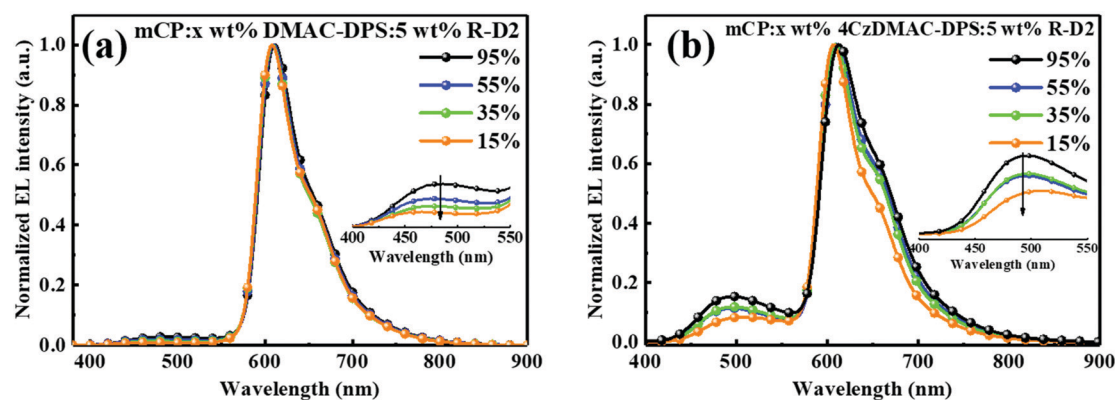 (a)
mCP:x wt% DMAC-DPS:5 wt% R-D2
95%
55%
35%
15%
Normalized EL intensity (a.u.)
1.0
0.8
0.6
0.4
0.2
0.0
400 450 500 550
Wavelength (nm)
400 500 600 700 800 900
Wavelength (nm)
(b)
mCP:x wt% 4CzDMAC-DPS:5 wt% R-D2
95%
55%
35%
15%
Normalized EL intensity (a.u.)
1.0
0.8
0.6
0.4
0.2
0.0
400 450 500 550
Wavelength (nm)
400 500 600 700 800 900
Wavelength (nm)